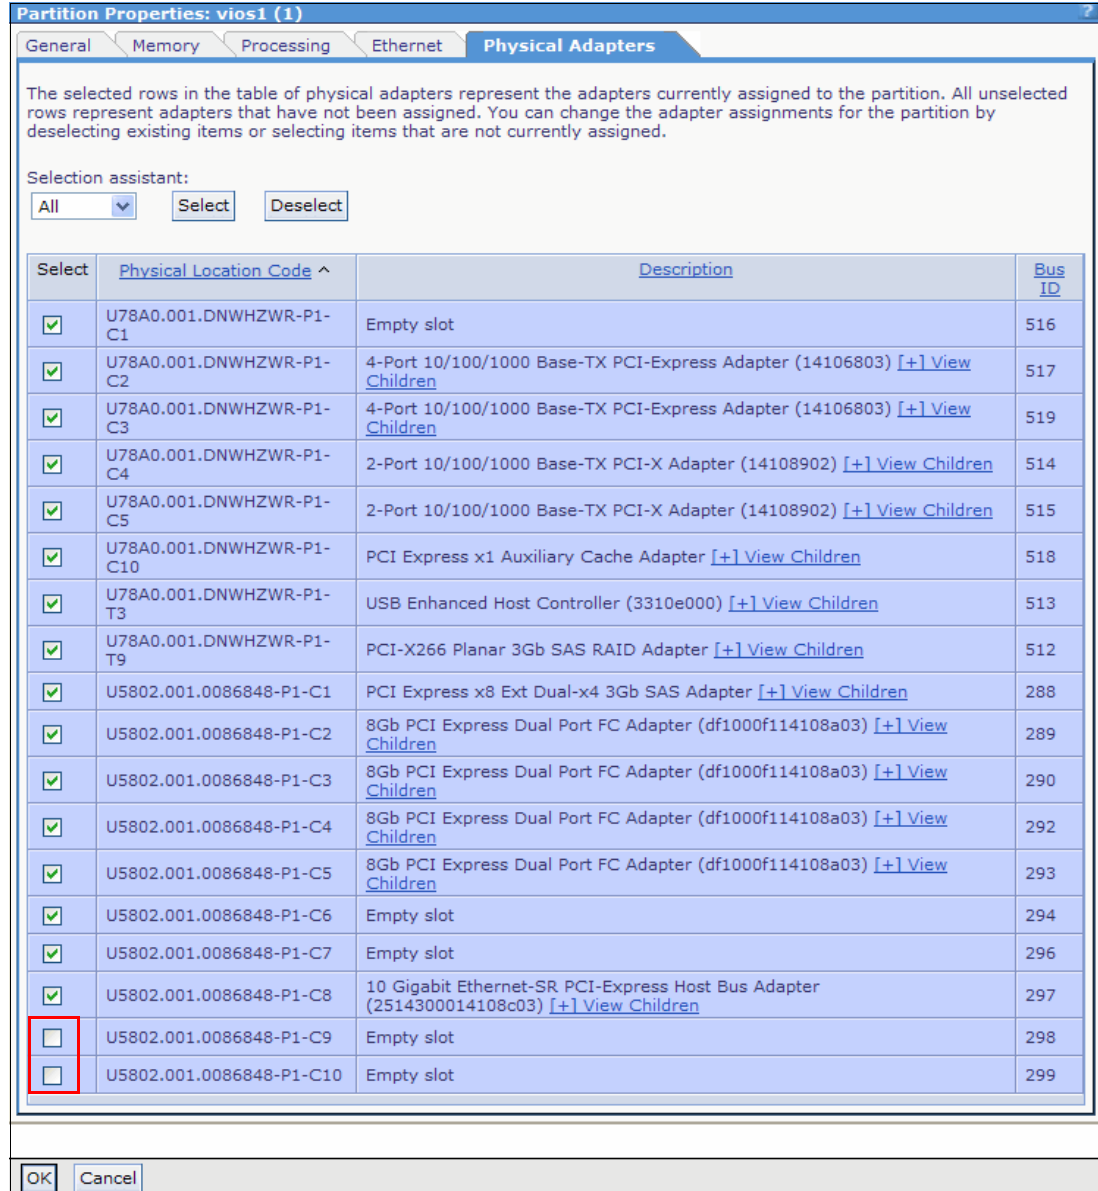 Partition Properties: vios1 (1)
?
General Memory Processing Ethernet Physical Adapters
The selected rows in the table of physical adapters represent the adapters currently assigned to the partition. All unselected
rows represent adapters that have not been assigned. You can change the adapter assignments for the partition by
deselecting existing items or selecting items that are not currently assigned.
Selection assistant:
All Select Deselect
Select Physical Location Code ^ Description Bus
ID
U78A0.001.DNWHZWR-P1-
C1
Empty slot
516
U78A0.001.DNWHZWR-P1-
C2
4-Port 10/100/1000 Base-TX PCI-Express Adapter (14106803) [+] View
Children
517
U78A0.001.DNWHZWR-P1-
C3
4-Port 10/100/1000 Base-TX PCI-Express Adapter (14106803) [+] View
Children
519
U78A0.001.DNWHZWR-P1-
C4
2-Port 10/100/1000 Base-TX PCI-X Adapter (14108902) [+] View Children
514
U78A0.001.DNWHZWR-P1-
C5
2-Port 10/100/1000 Base-TX PCI-X Adapter (14108902) [+] View Children
515
U78A0.001.DNWHZWR-P1-
C10
PCI Express x1 Auxiliary Cache Adapter [+] View Children
518
U78A0.001.DNWHZWR-P1-
T3
USB Enhanced Host Controller (3310e000) [+] View Children
513
U78A0.001.DNWHZWR-P1-
T9
PCI-X266 Planar 3Gb SAS RAID Adapter [+] View Children
512
U5802.001.0086848-P1-C1
PCI Express x8 Ext Dual-x4 3Gb SAS Adapter [+] View Children
288
U5802.001.0086848-P1-C2
8Gb PCI Express Dual Port FC Adapter (df1000f114108a03) [+] View
Children
289
U5802.001.0086848-P1-C3
8Gb PCI Express Dual Port FC Adapter (df1000f114108a03) [+] View
Children
290
U5802.001.0086848-P1-C4
8Gb PCI Express Dual Port FC Adapter (df1000f114108a03) [+] View
Children
292
U5802.001.0086848-P1-C5
8Gb PCI Express Dual Port FC Adapter (df1000f114108a03) [+] View
Children
293
U5802.001.0086848-P1-C6
Empty slot
294
U5802.001.0086848-P1-C7
Empty slot
296
U5802.001.0086848-P1-C8
10 Gigabit Ethernet-SR PCI-Express Host Bus Adapter
(2514300014108c03) [+] View Children
297
U5802.001.0086848-P1-C9
Empty slot
298
U5802.001.0086848-P1-C10
Empty slot
299
OK Cancel